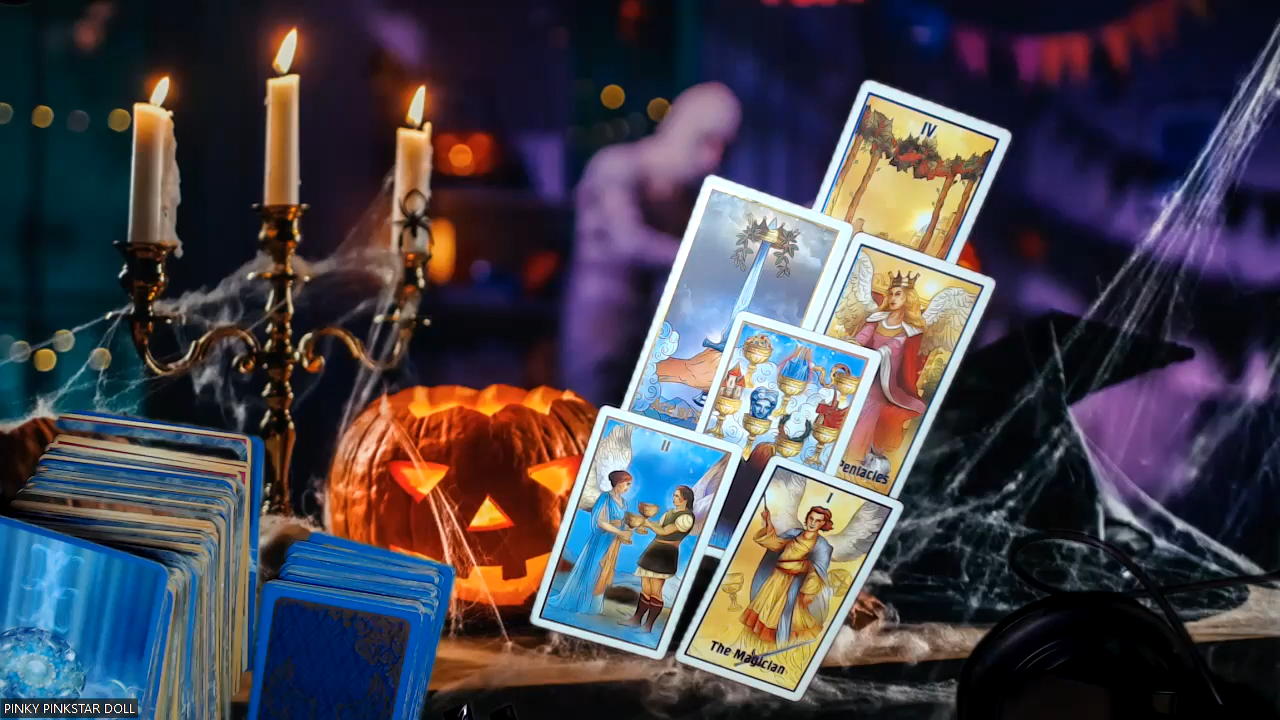 IV
Pentacles
II
I
The Magician
PINKY PINKSTAR DOLL